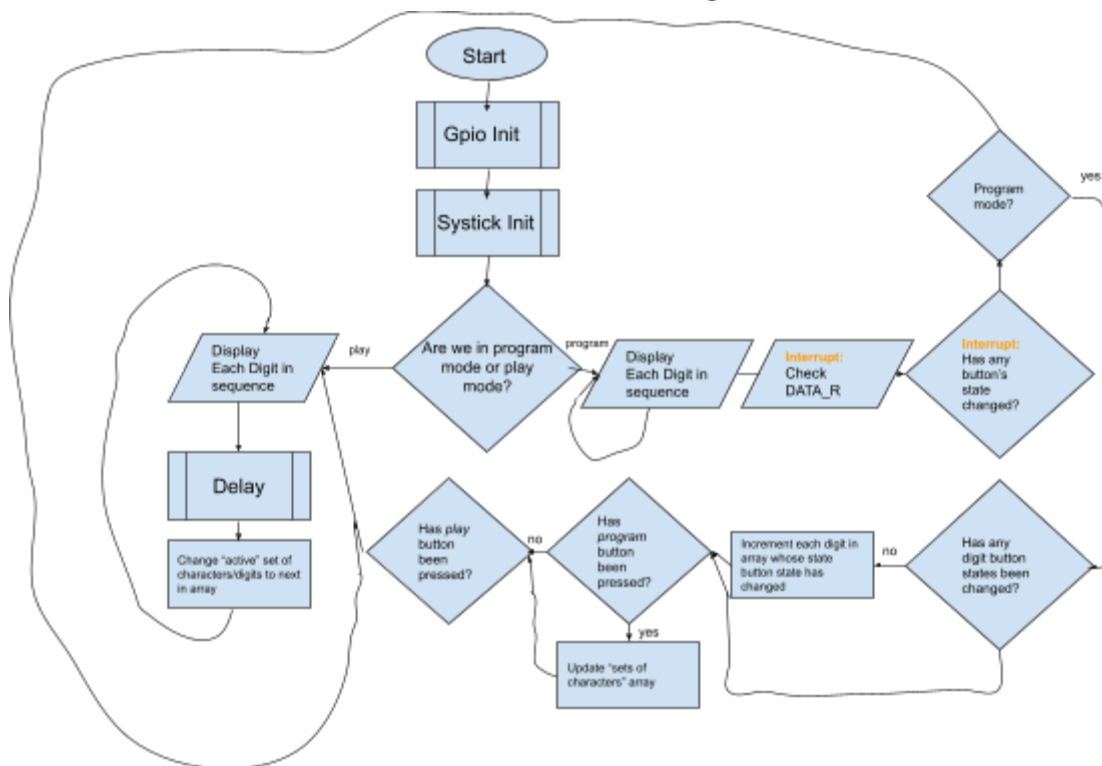 Start
Gpio Init
Systick Init
Are we in program
mode or play
mode?
play
program
Display
Each Digit in
sequence
Delay
Change "active" set of
characters/digits to next
in array
Display
Each Digit in
sequence
Interrupt:
Check
DATA_R
Interrupt:
Has any
button's
state
changed?
Program
mode?
yes
Has any
digit button
states been
changed?
no
Increment each digit in
array whose state
button state has
changed
Has
program
button
been
pressed?
no
yes
Update "sets of
characters" array
Has play
button
been
pressed?